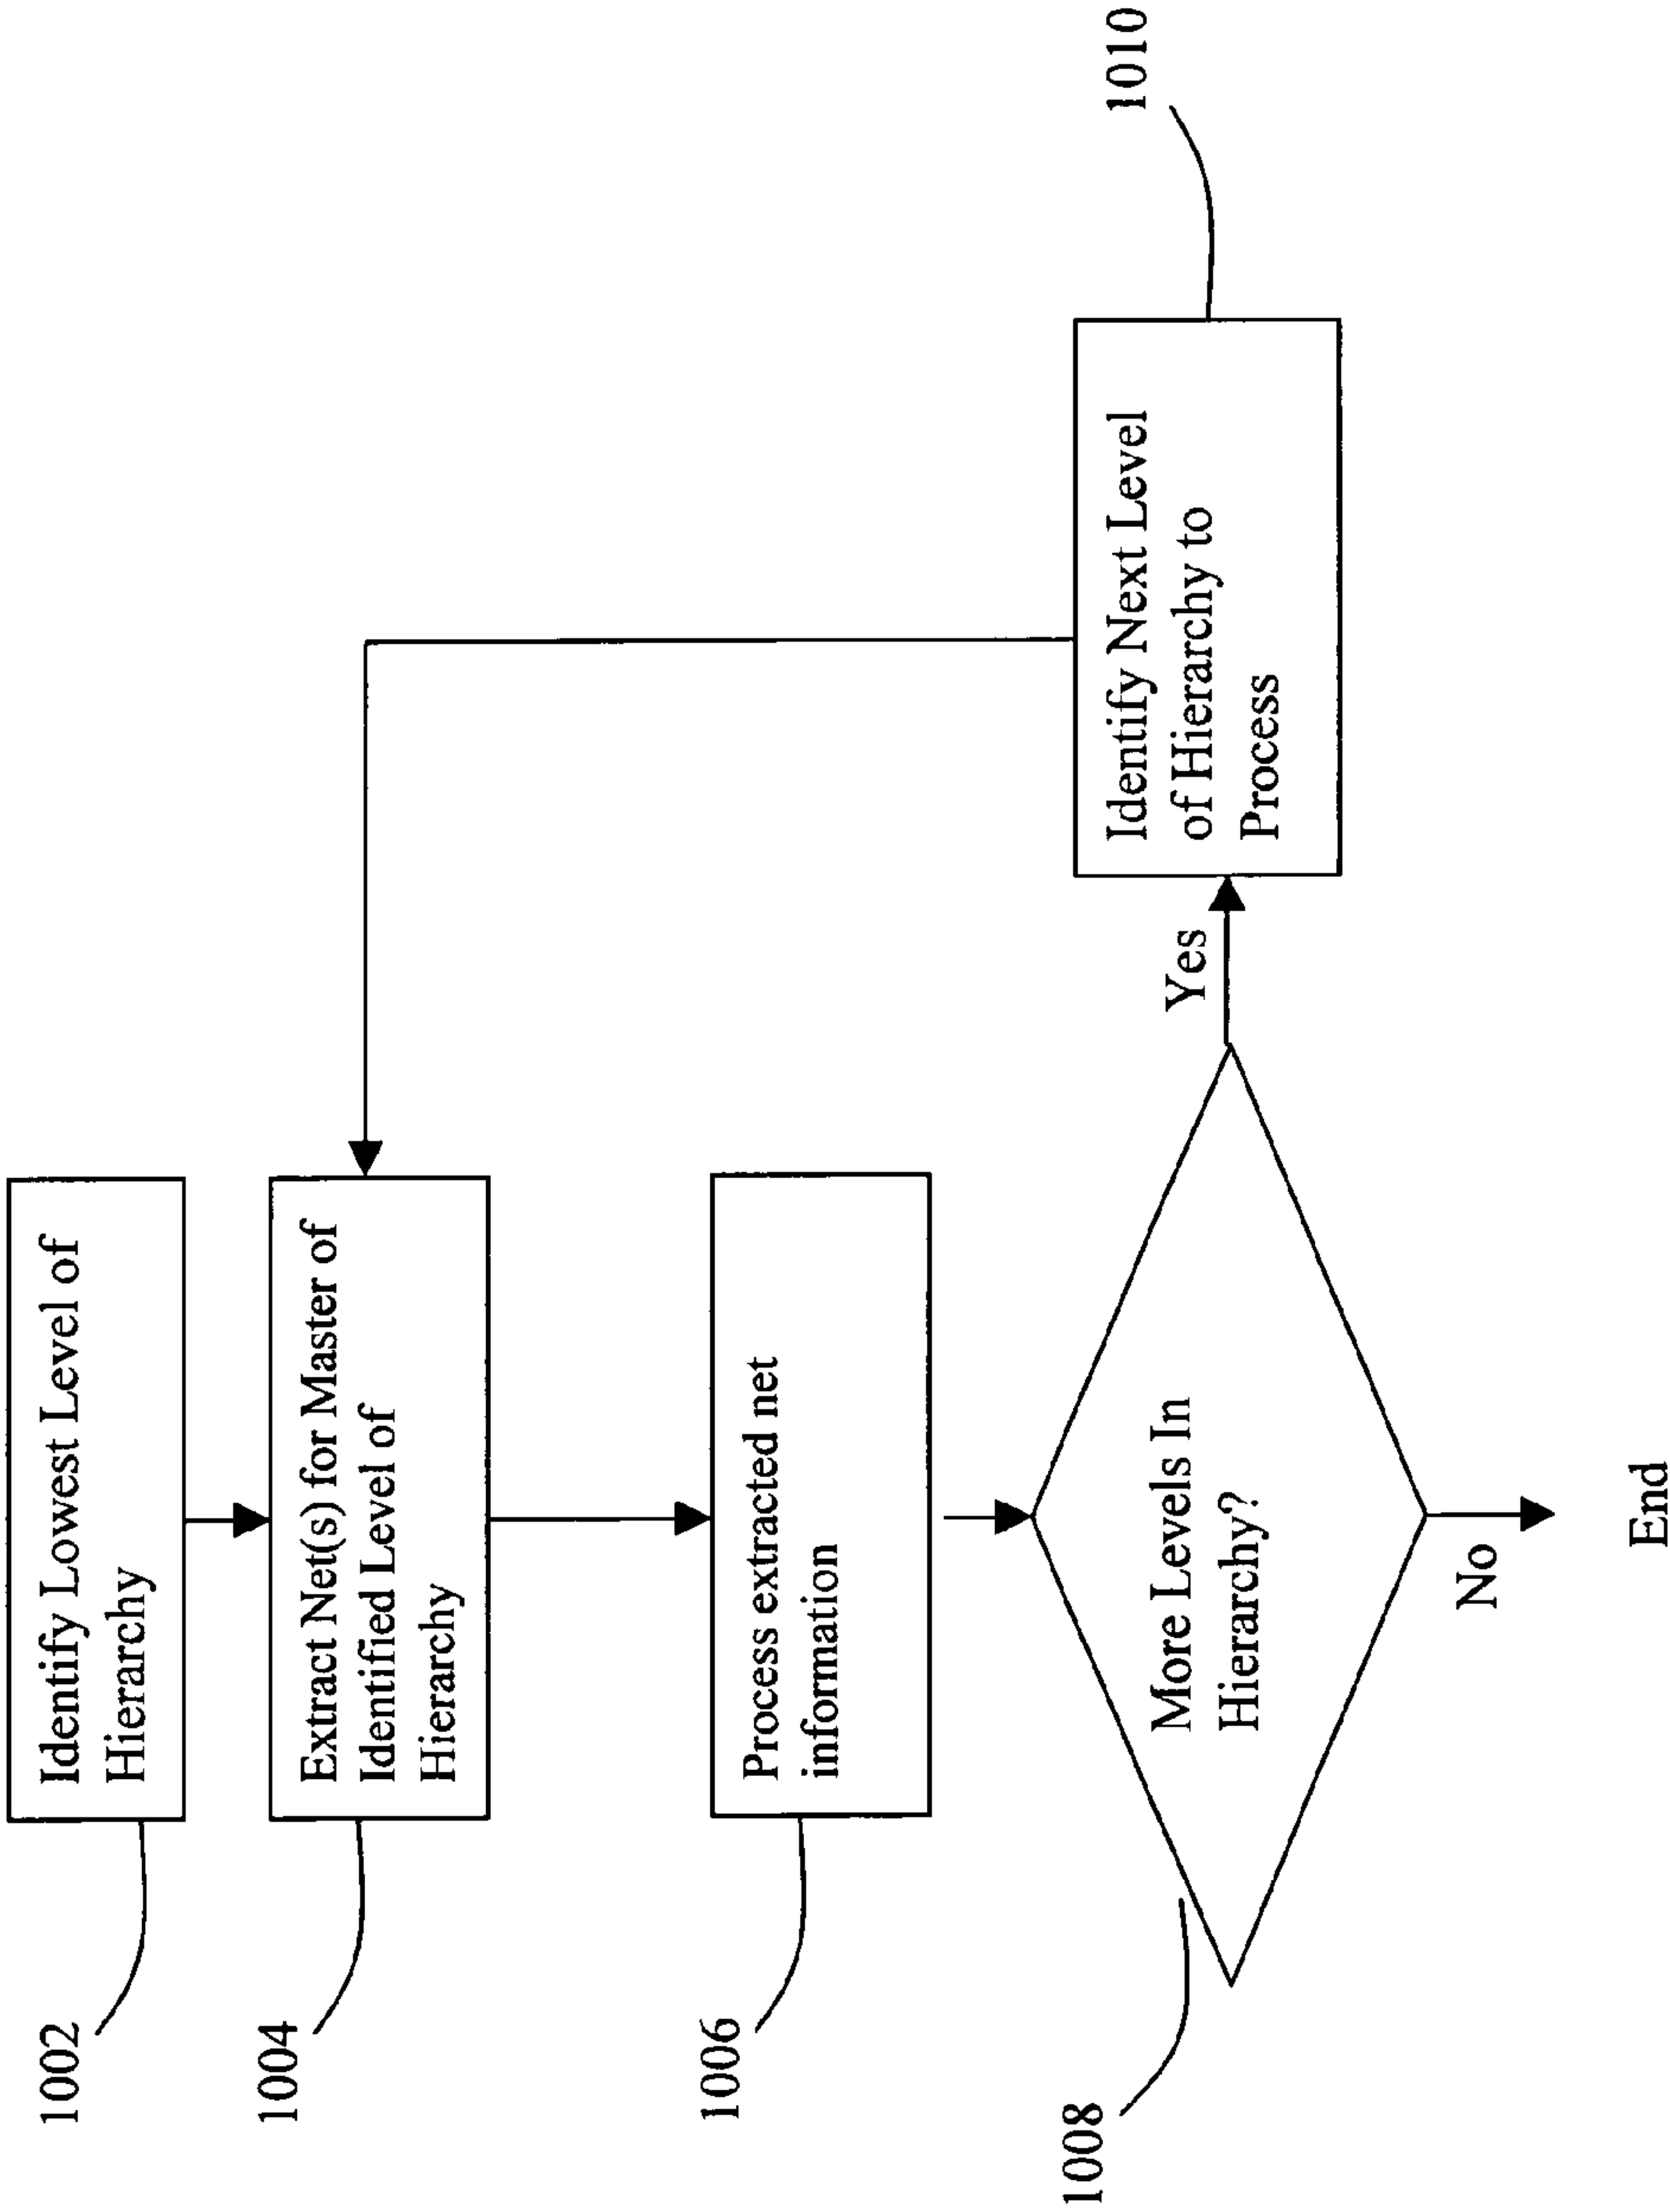 1002
Identify Lowest Level of
Hierarchy
1004
Extract Net(s) for Master of
Identified Level of
Hierarchy
1006
Process extracted net
information
1008
More Levels In
Hierarchy?
Yes
Identify Next Level
of Hierarchy to
Process
1010
No
End